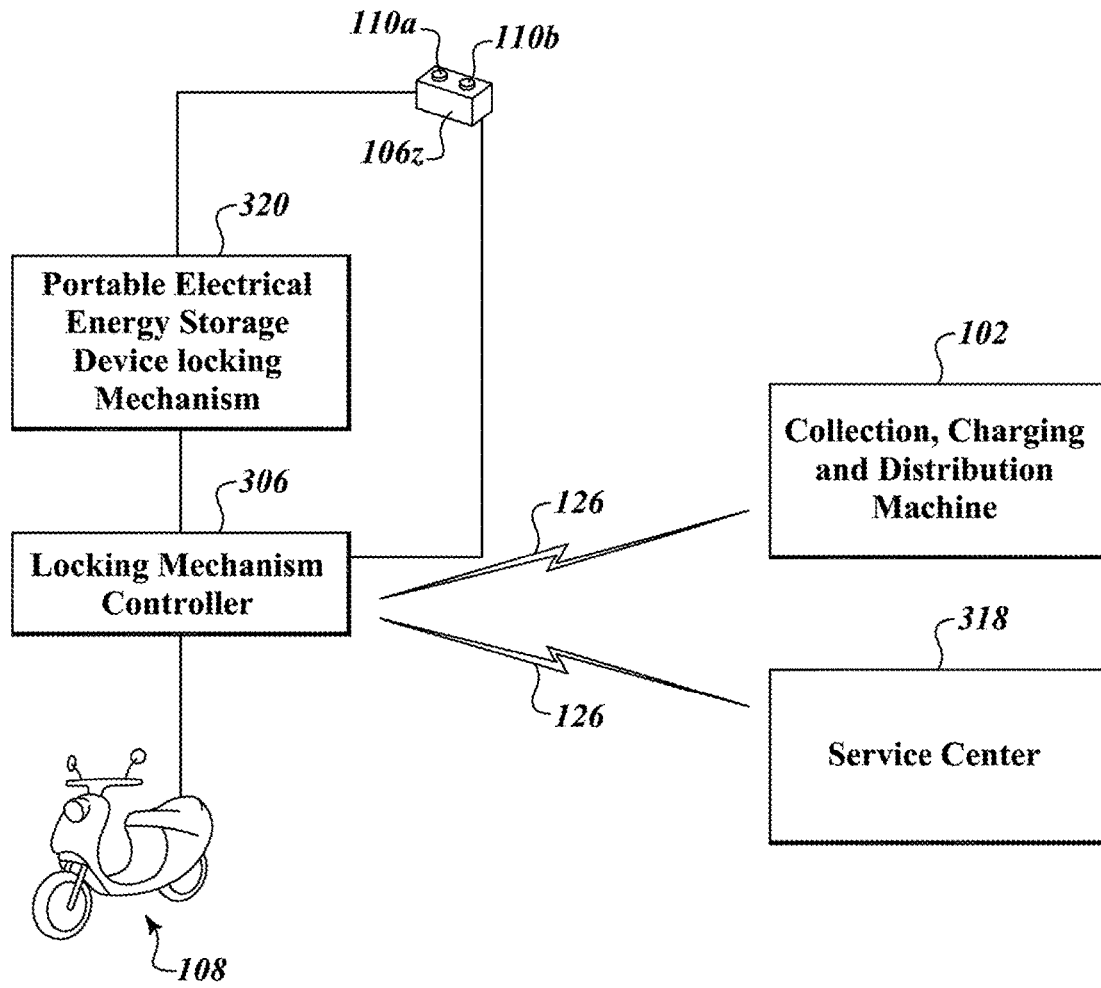 110a
110b
106z
320
Portable Electrical
Energy Storage
Device locking
Mechanism
102
Collection, Charging
and Distribution
Machine
306
Locking Mechanism
Controller
126
126
318
Service Center
108